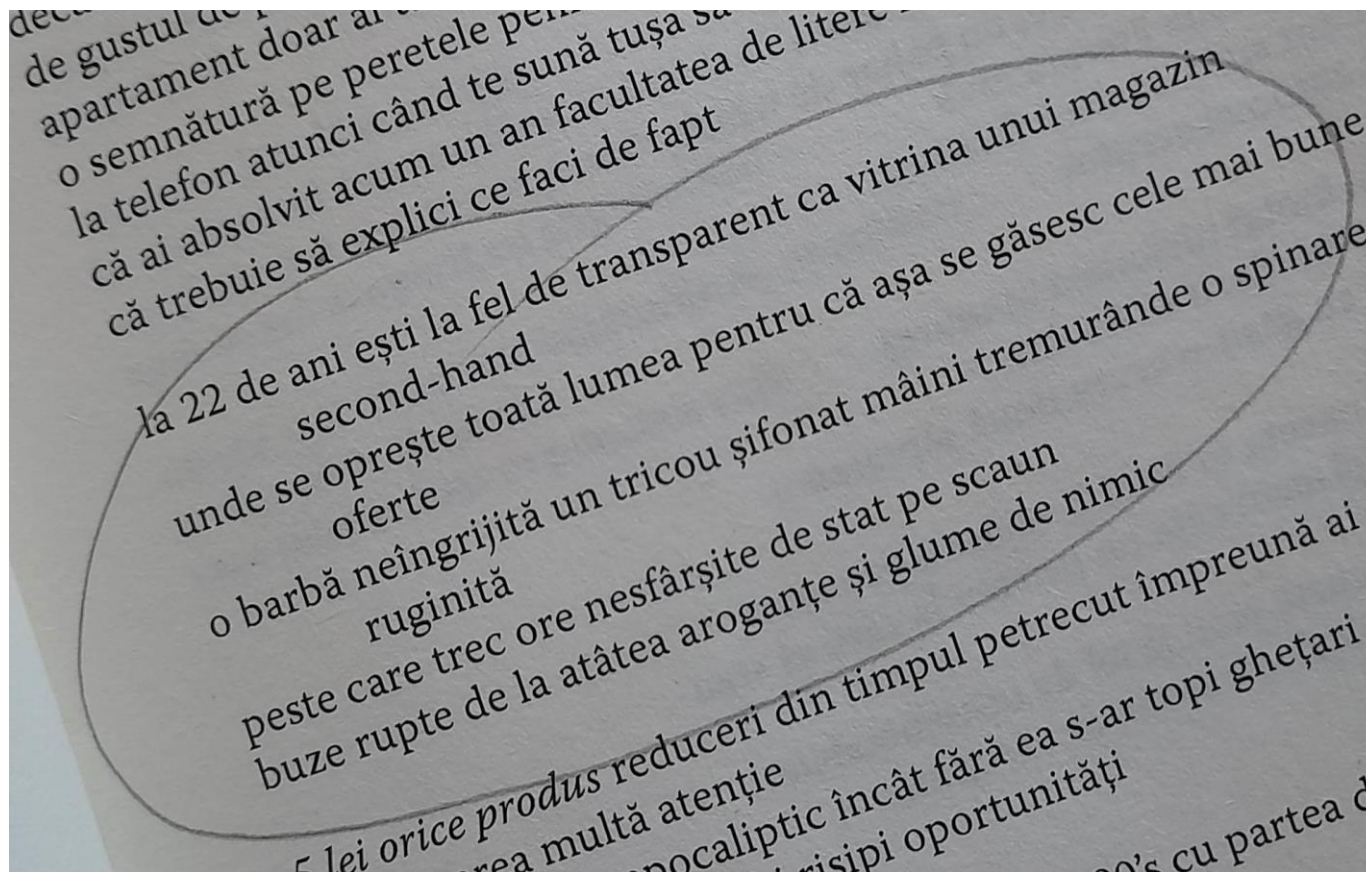 de gustul
apartament doar ai
o semnătură pe peretele
la telefon atunci când te sună tușa să
că ai absolvit acum un an facultatea de litere
că trebuie să explici ce faci de fapt
la 22 de ani ești la fel de transparent ca vitrina unui magazin
second-hand
unde se oprește toată lumea pentru că așa se găsesc cele mai bune
oferte
o barbă neîngrijită un tricou șifonat mâini tremurânde o spinare
ruginită
peste care trec ore nesfârșite de stat pe scaun
buze rupte de la atâtea aroganțe și glume de nimic
5 lei orice produs reduceri din timpul petrecut împreună ai
multă atenție
încât fără ea s-ar topi ghețari
oportunități
cu partea